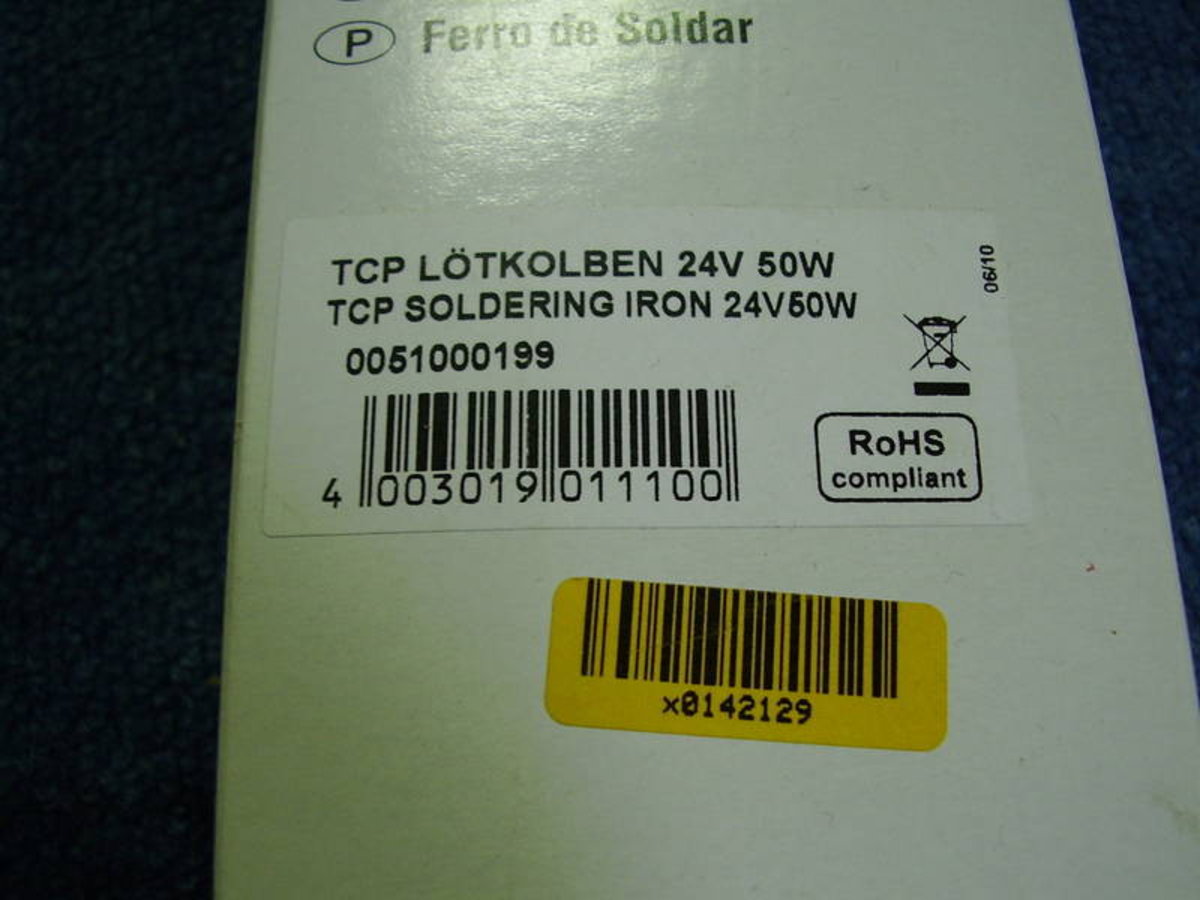 P Ferro de Soldar
TCP LÖTKOLBEN 24V 50W
06/10
TCP SOLDERING IRON 24V50W
0051000199
4 003019 011100
RoHS
compliant
x0142129